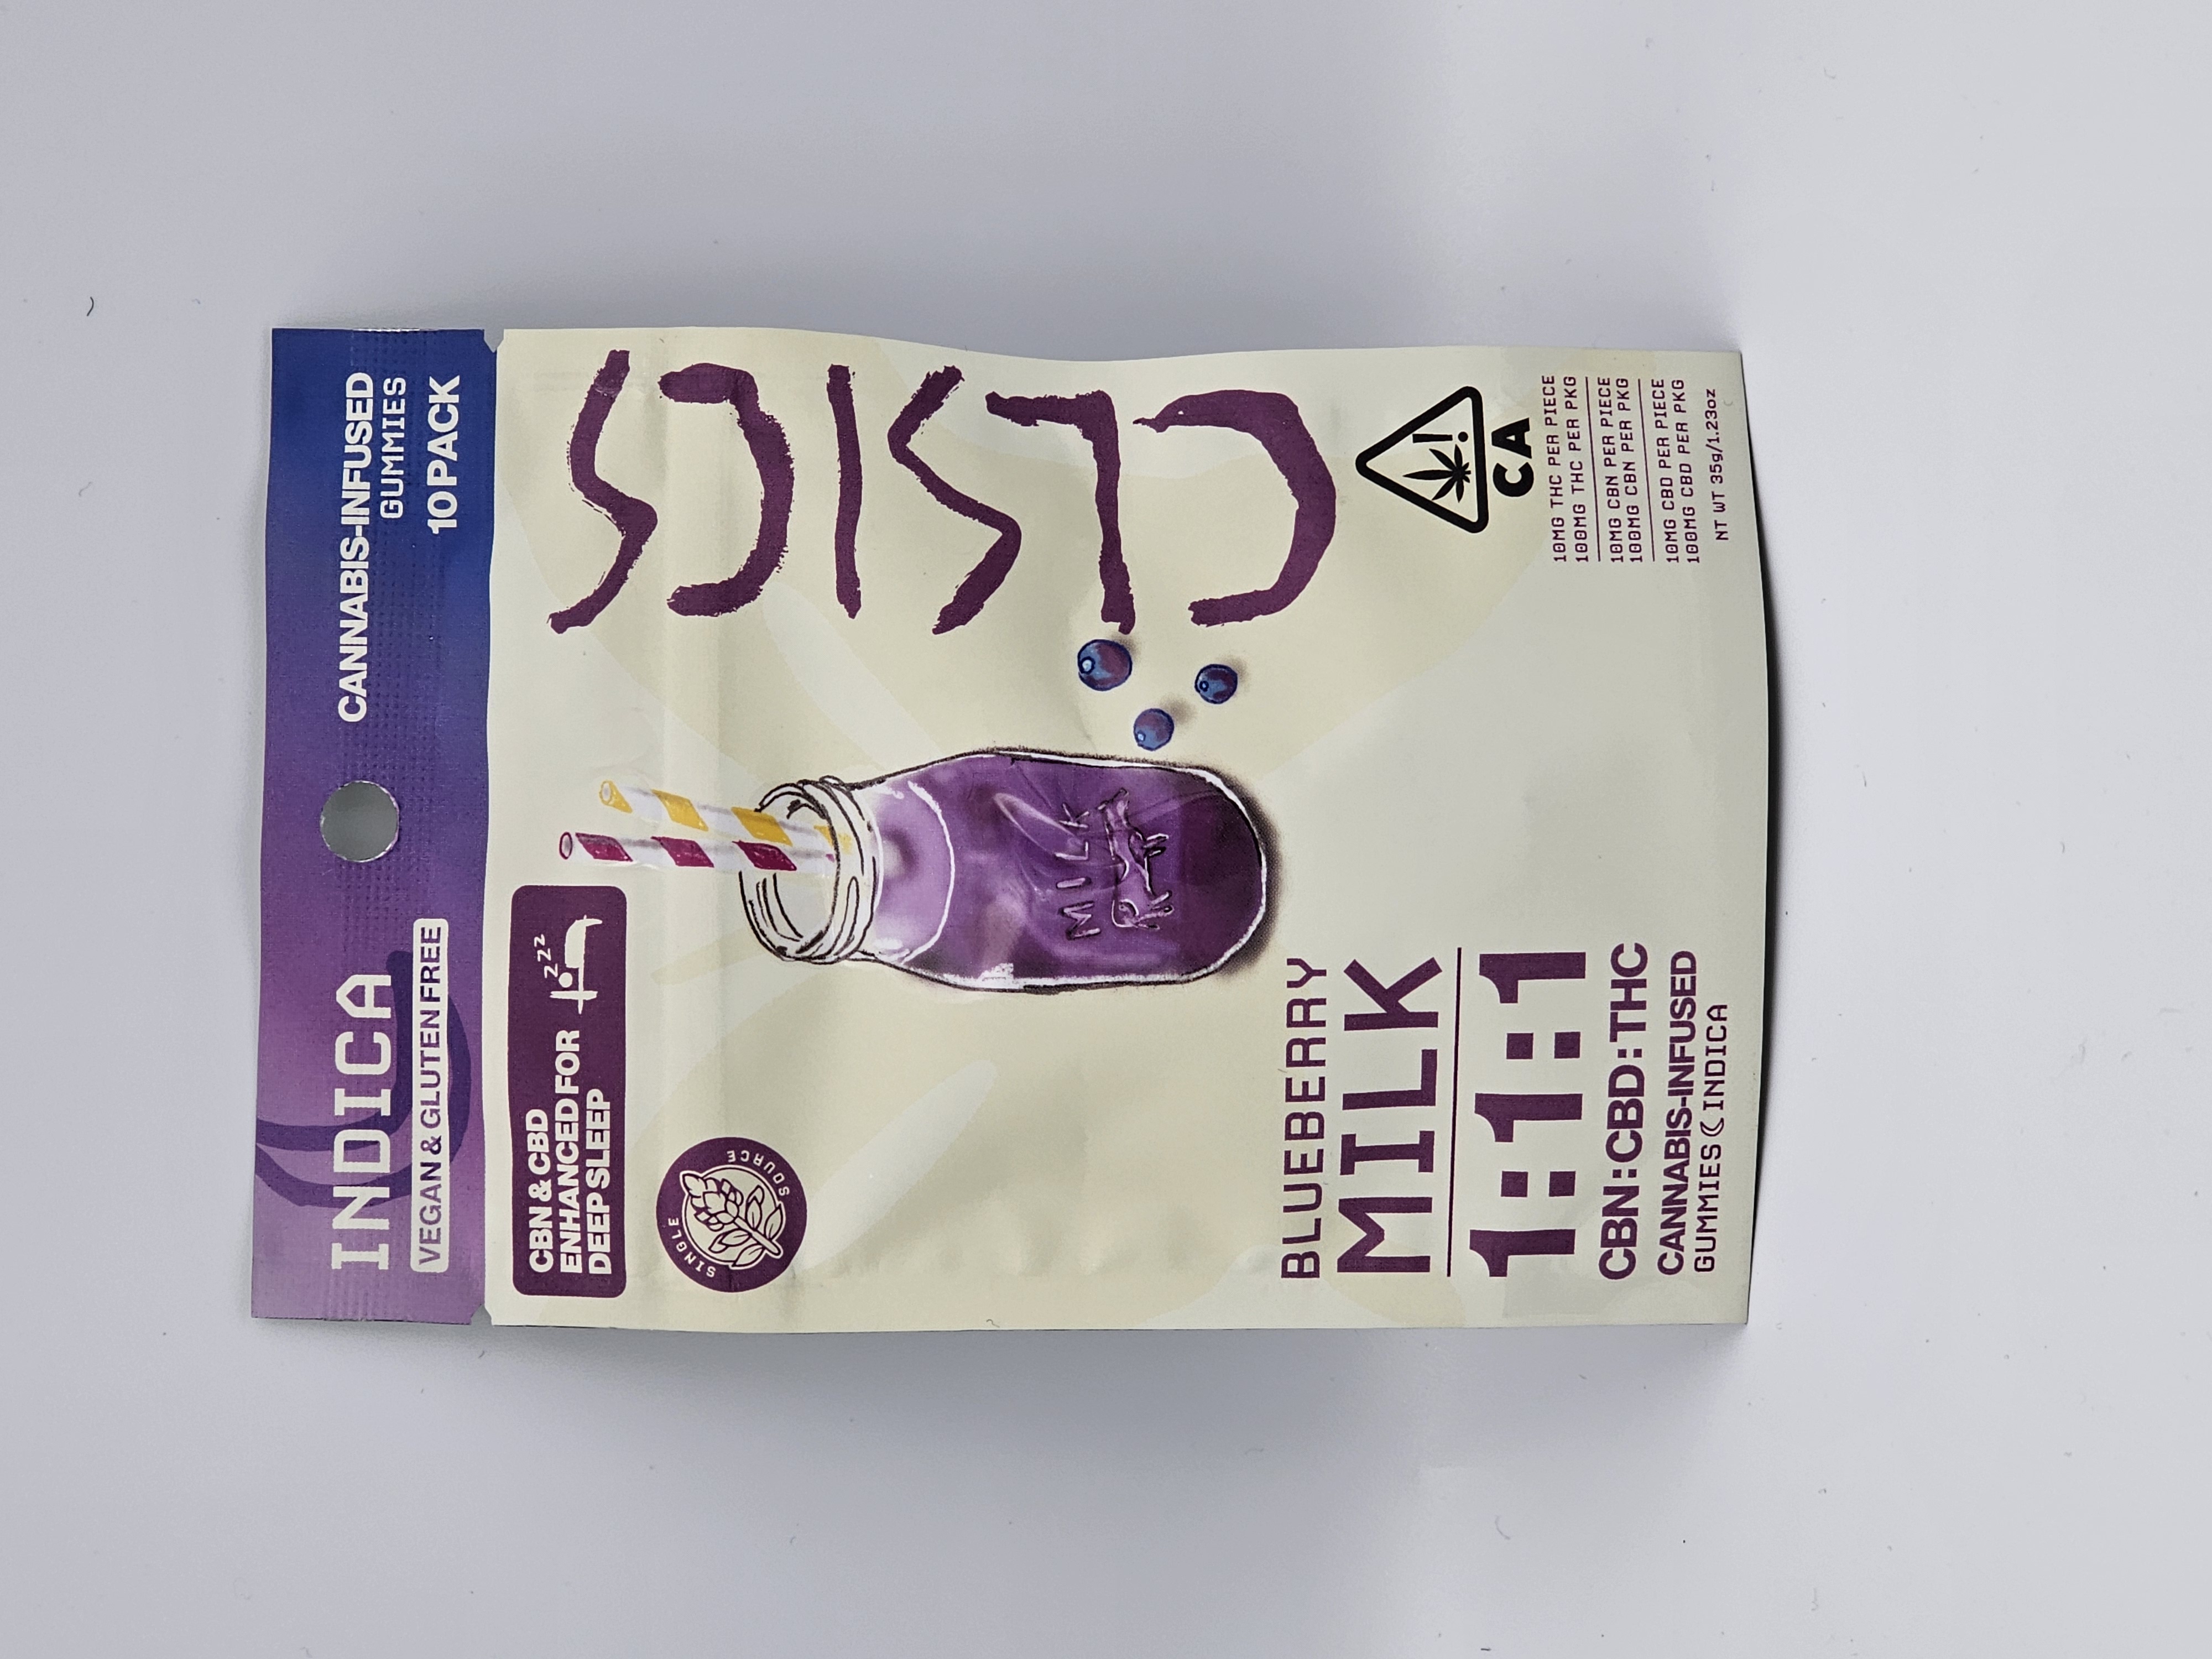 INDICA
VEGAN & GLUTEN FREE
CANNABIS-INFUSED
GUMMIES
10 PACK
CBN & CBD
ENHANCED FOR
DEEP SLEEP
zzz
SINGLE SOURCE
CLSICS
MILK
BLUEBERRY
MILK
1:1:1
CBN:CBD:THC
CANNABIS-INFUSED
GUMMIES INDICA
!
CA
10MG THC PER PIECE
100MG THC PER PKG
10MG CBN PER PIECE
100MG CBN PER PKG
10MG CBD PER PIECE
100MG CBD PER PKG
NT WT 35g/1.23oz